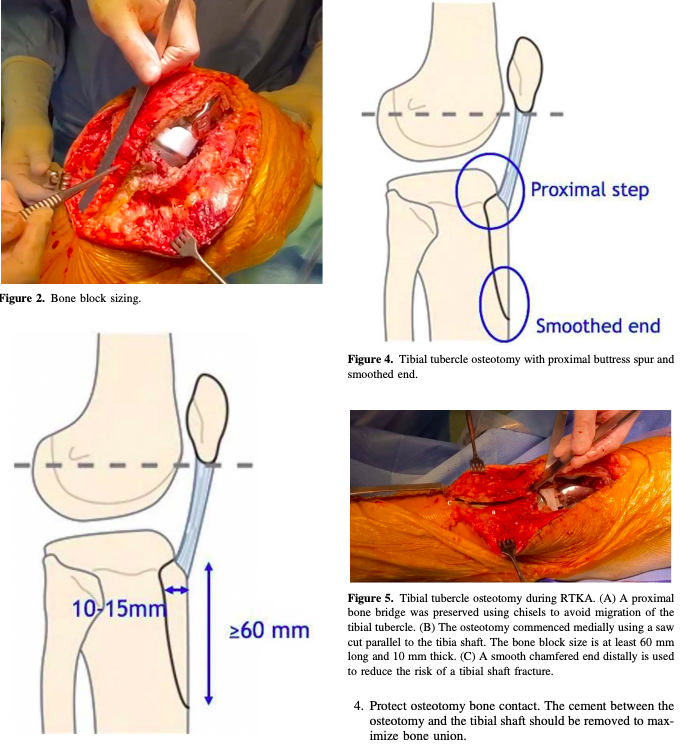 Figure 2. Bone block sizing.
10-15mm
≥60 mm
Proximal step
Smoothed end
Figure 4. Tibial tubercle osteotomy with proximal buttress spur and
smoothed end.
Figure 5. Tibial tubercle osteotomy during RTKA. (A) A proximal
bone bridge was preserved using chisels to avoid migration of the
tibial tubercle. (B) The osteotomy commenced medially using a saw
cut parallel to the tibia shaft. The bone block size is at least 60 mm
long and 10 mm thick. (C) A smooth chamfered end distally is used
to reduce the risk of a tibial shaft fracture.
4. Protect osteotomy bone contact. The cement between the
osteotomy and the tibial shaft should be removed to max-
imize bone union.